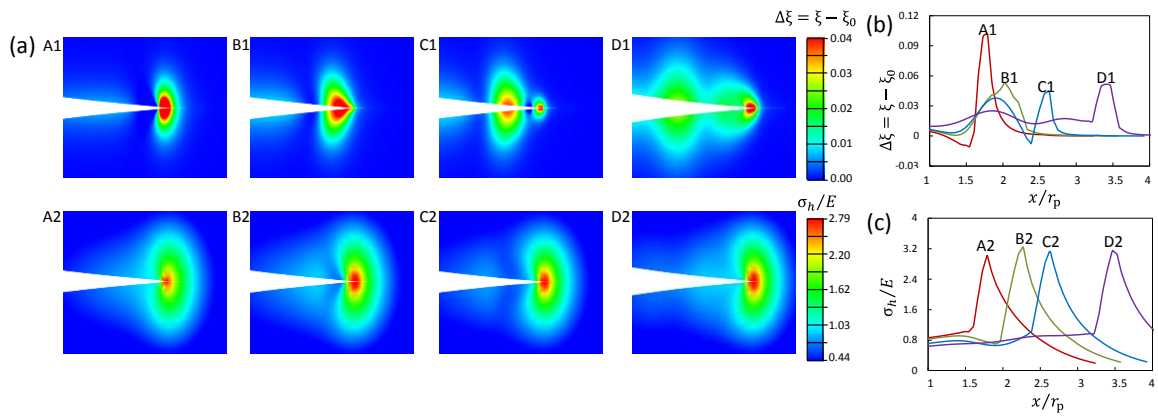 (a)
A1
B1
C1
D1
Δξ = ξ − ξ₀
0.04
0.03
0.02
0.01
0.00
A2
B2
C2
D2
σₕ/E
2.79
2.20
1.62
1.03
0.44
(b)
0.12
0.09
0.06
0.03
0
-0.03
Δξ = ξ − ξ₀
A1
B1
C1
D1
1
1.5
2
2.5
3
3.5
4
x/rₚ
(c)
4
3.2
2.4
1.6
0.8
0
σₕ/E
A2
B2
C2
D2
1
1.5
2
2.5
3
3.5
4
x/rₚ